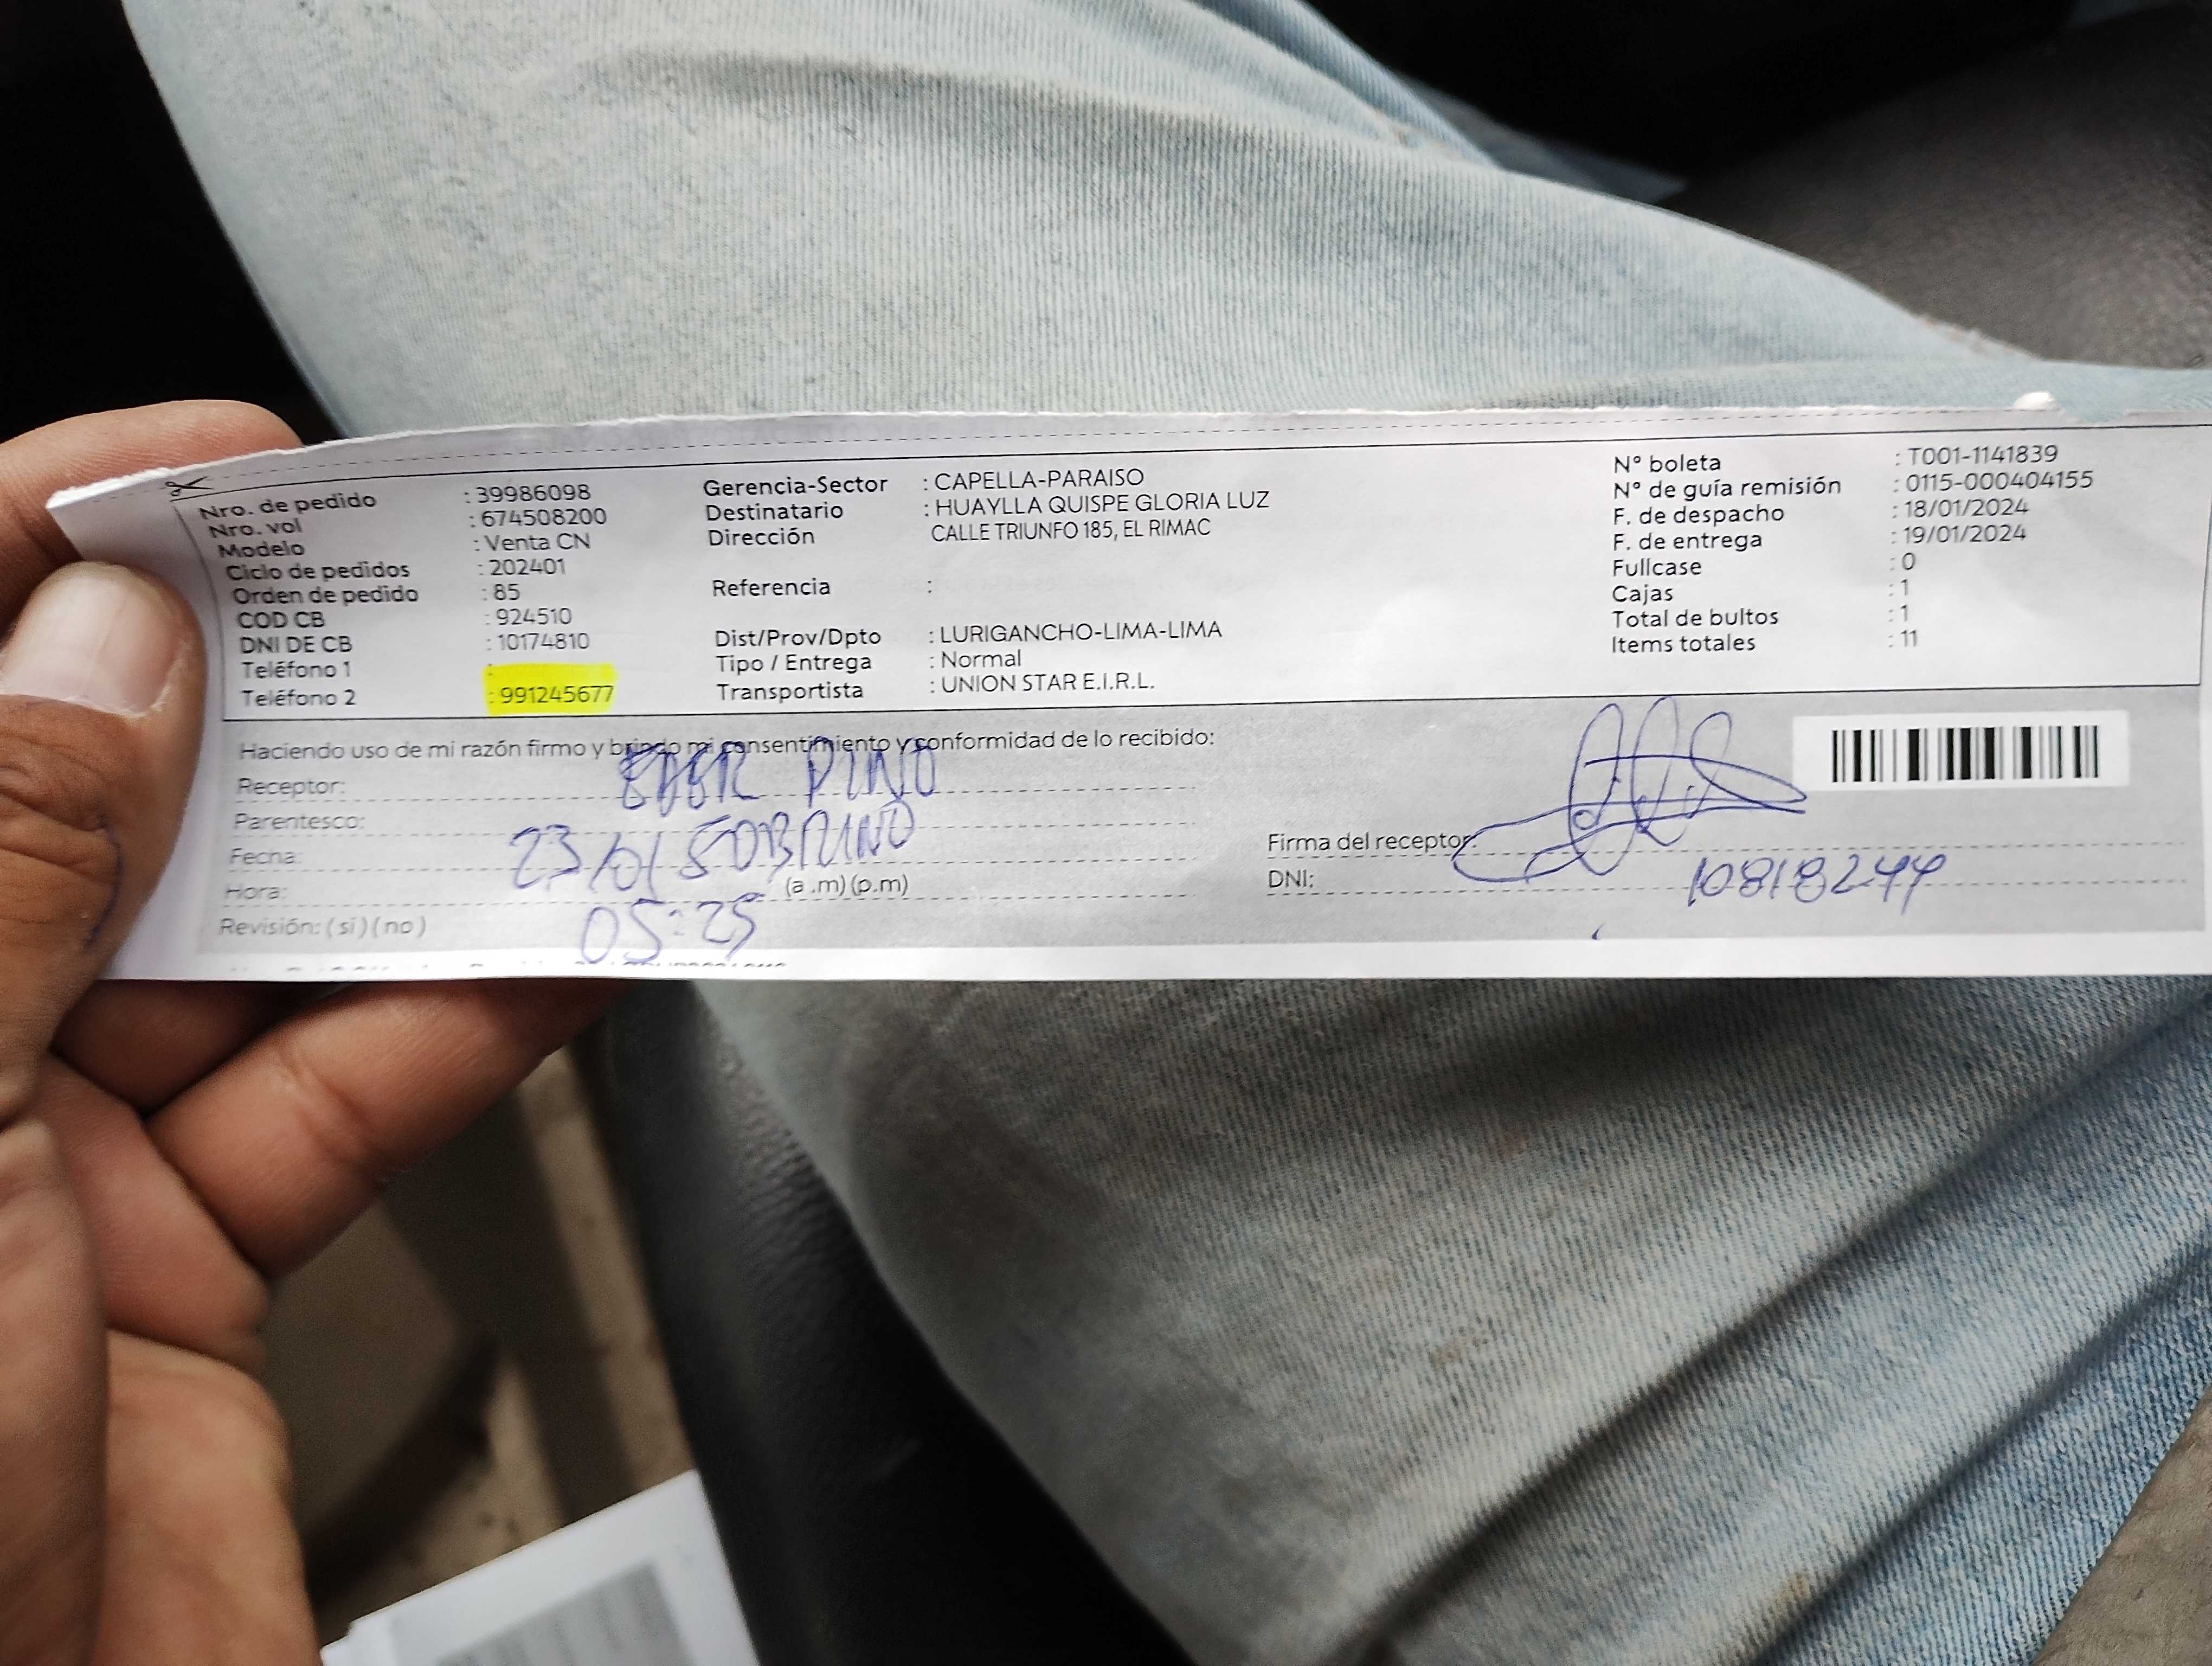 Nro. de pedido : 39986098
Nro. vol : 674508200
Modelo : Venta CN
Ciclo de pedidos : 202401
Orden de pedido : 85
COD CB : 924510
DNI DE CB : 10174810
Teléfono 1 :
Teléfono 2 : 991245677
Gerencia-Sector : CAPELLA-PARAISO
Destinatario : HUAYLLA QUISPE GLORIA LUZ
Dirección CALLE TRIUNFO 185, EL RIMAC
Referencia :
Dist/Prov/Dpto : LURIGANCHO-LIMA-LIMA
Tipo / Entrega : Normal
Transportista : UNION STAR E.I.R.L.
N° boleta : T001-1141839
N° de guía remisión : 0115-000404155
F. de despacho : 18/01/2024
F. de entrega : 19/01/2024
Fullcase : 0
Cajas : 1
Total de bultos : 1
Items totales : 11
Haciendo uso de mi razón firmo y brindo mi consentimiento y conformidad de lo recibido:
Receptor: EDER PINO
Parentesco: SOBRINO
Fecha: 23/01
Hora: 05:25 (a .m) (p.m)
Revisión: ( si ) ( no )
Firma del receptor:
DNI: 10818244